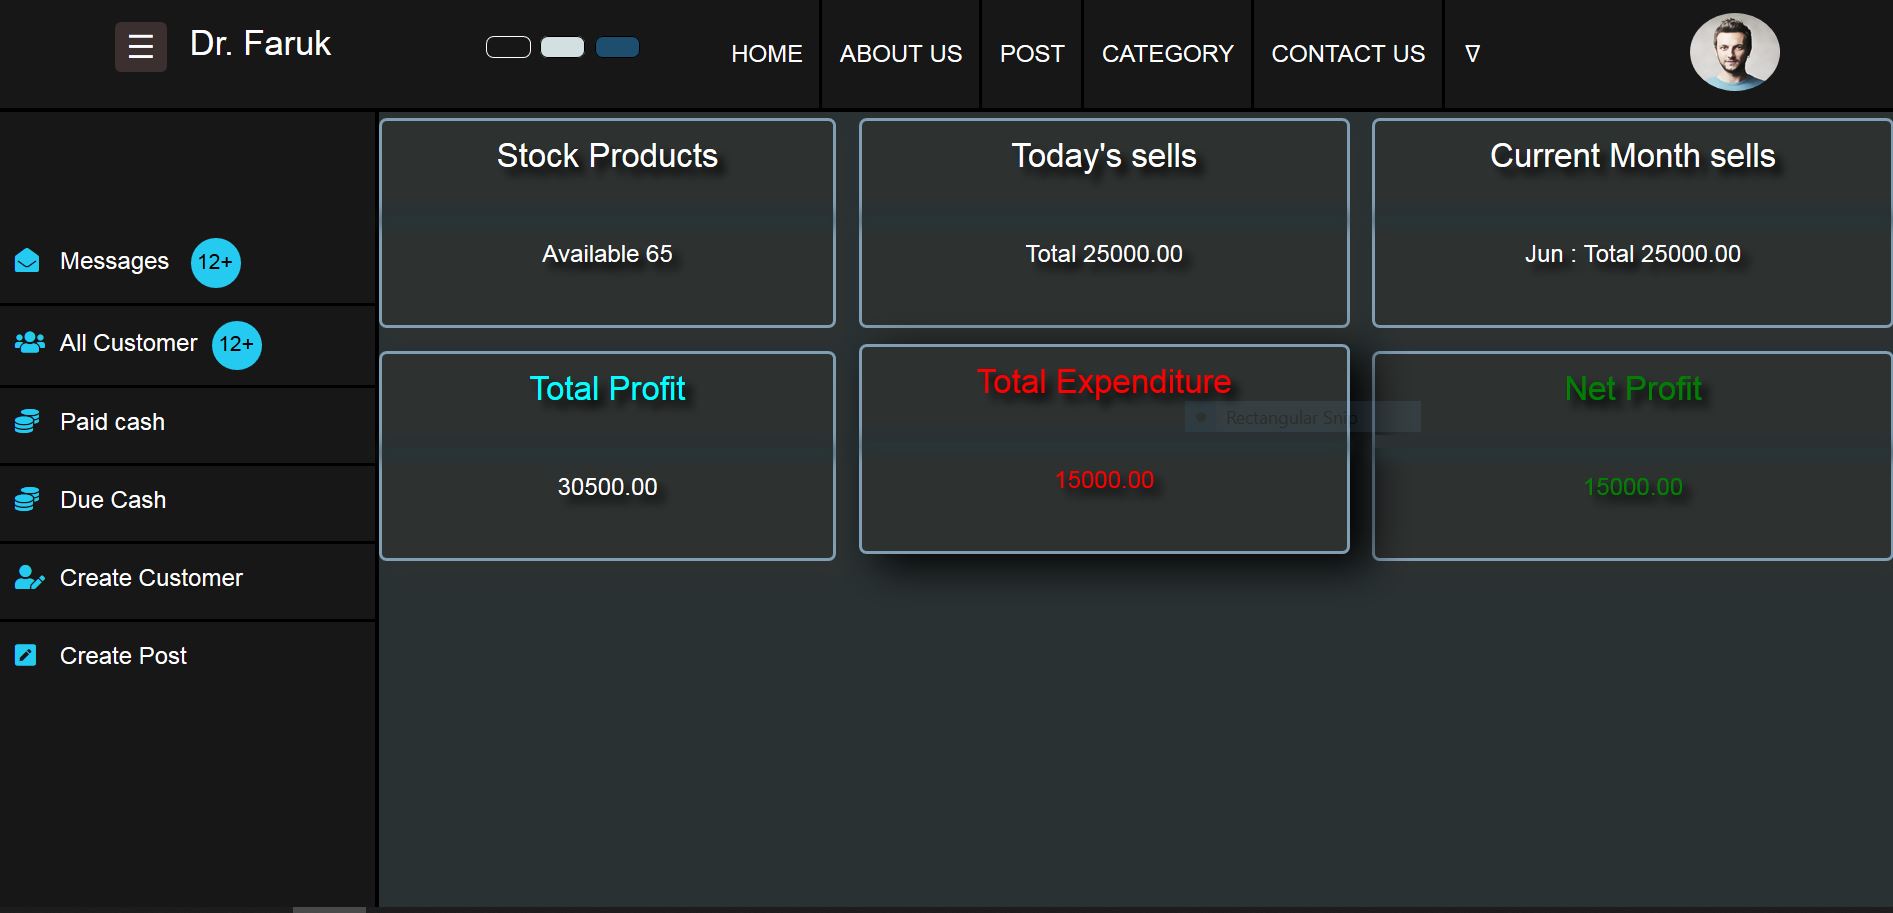 ☰ Dr. Faruk
HOME ABOUT US POST CATEGORY CONTACT US ∇
Messages 12+
All Customer 12+
Paid cash
Due Cash
Create Customer
Create Post
Stock Products
Available 65
Today's sells
Total 25000.00
Current Month sells
Jun : Total 25000.00
Total Profit
30500.00
Total Expenditure
Rectangular Snip
15000.00
Net Profit
15000.00